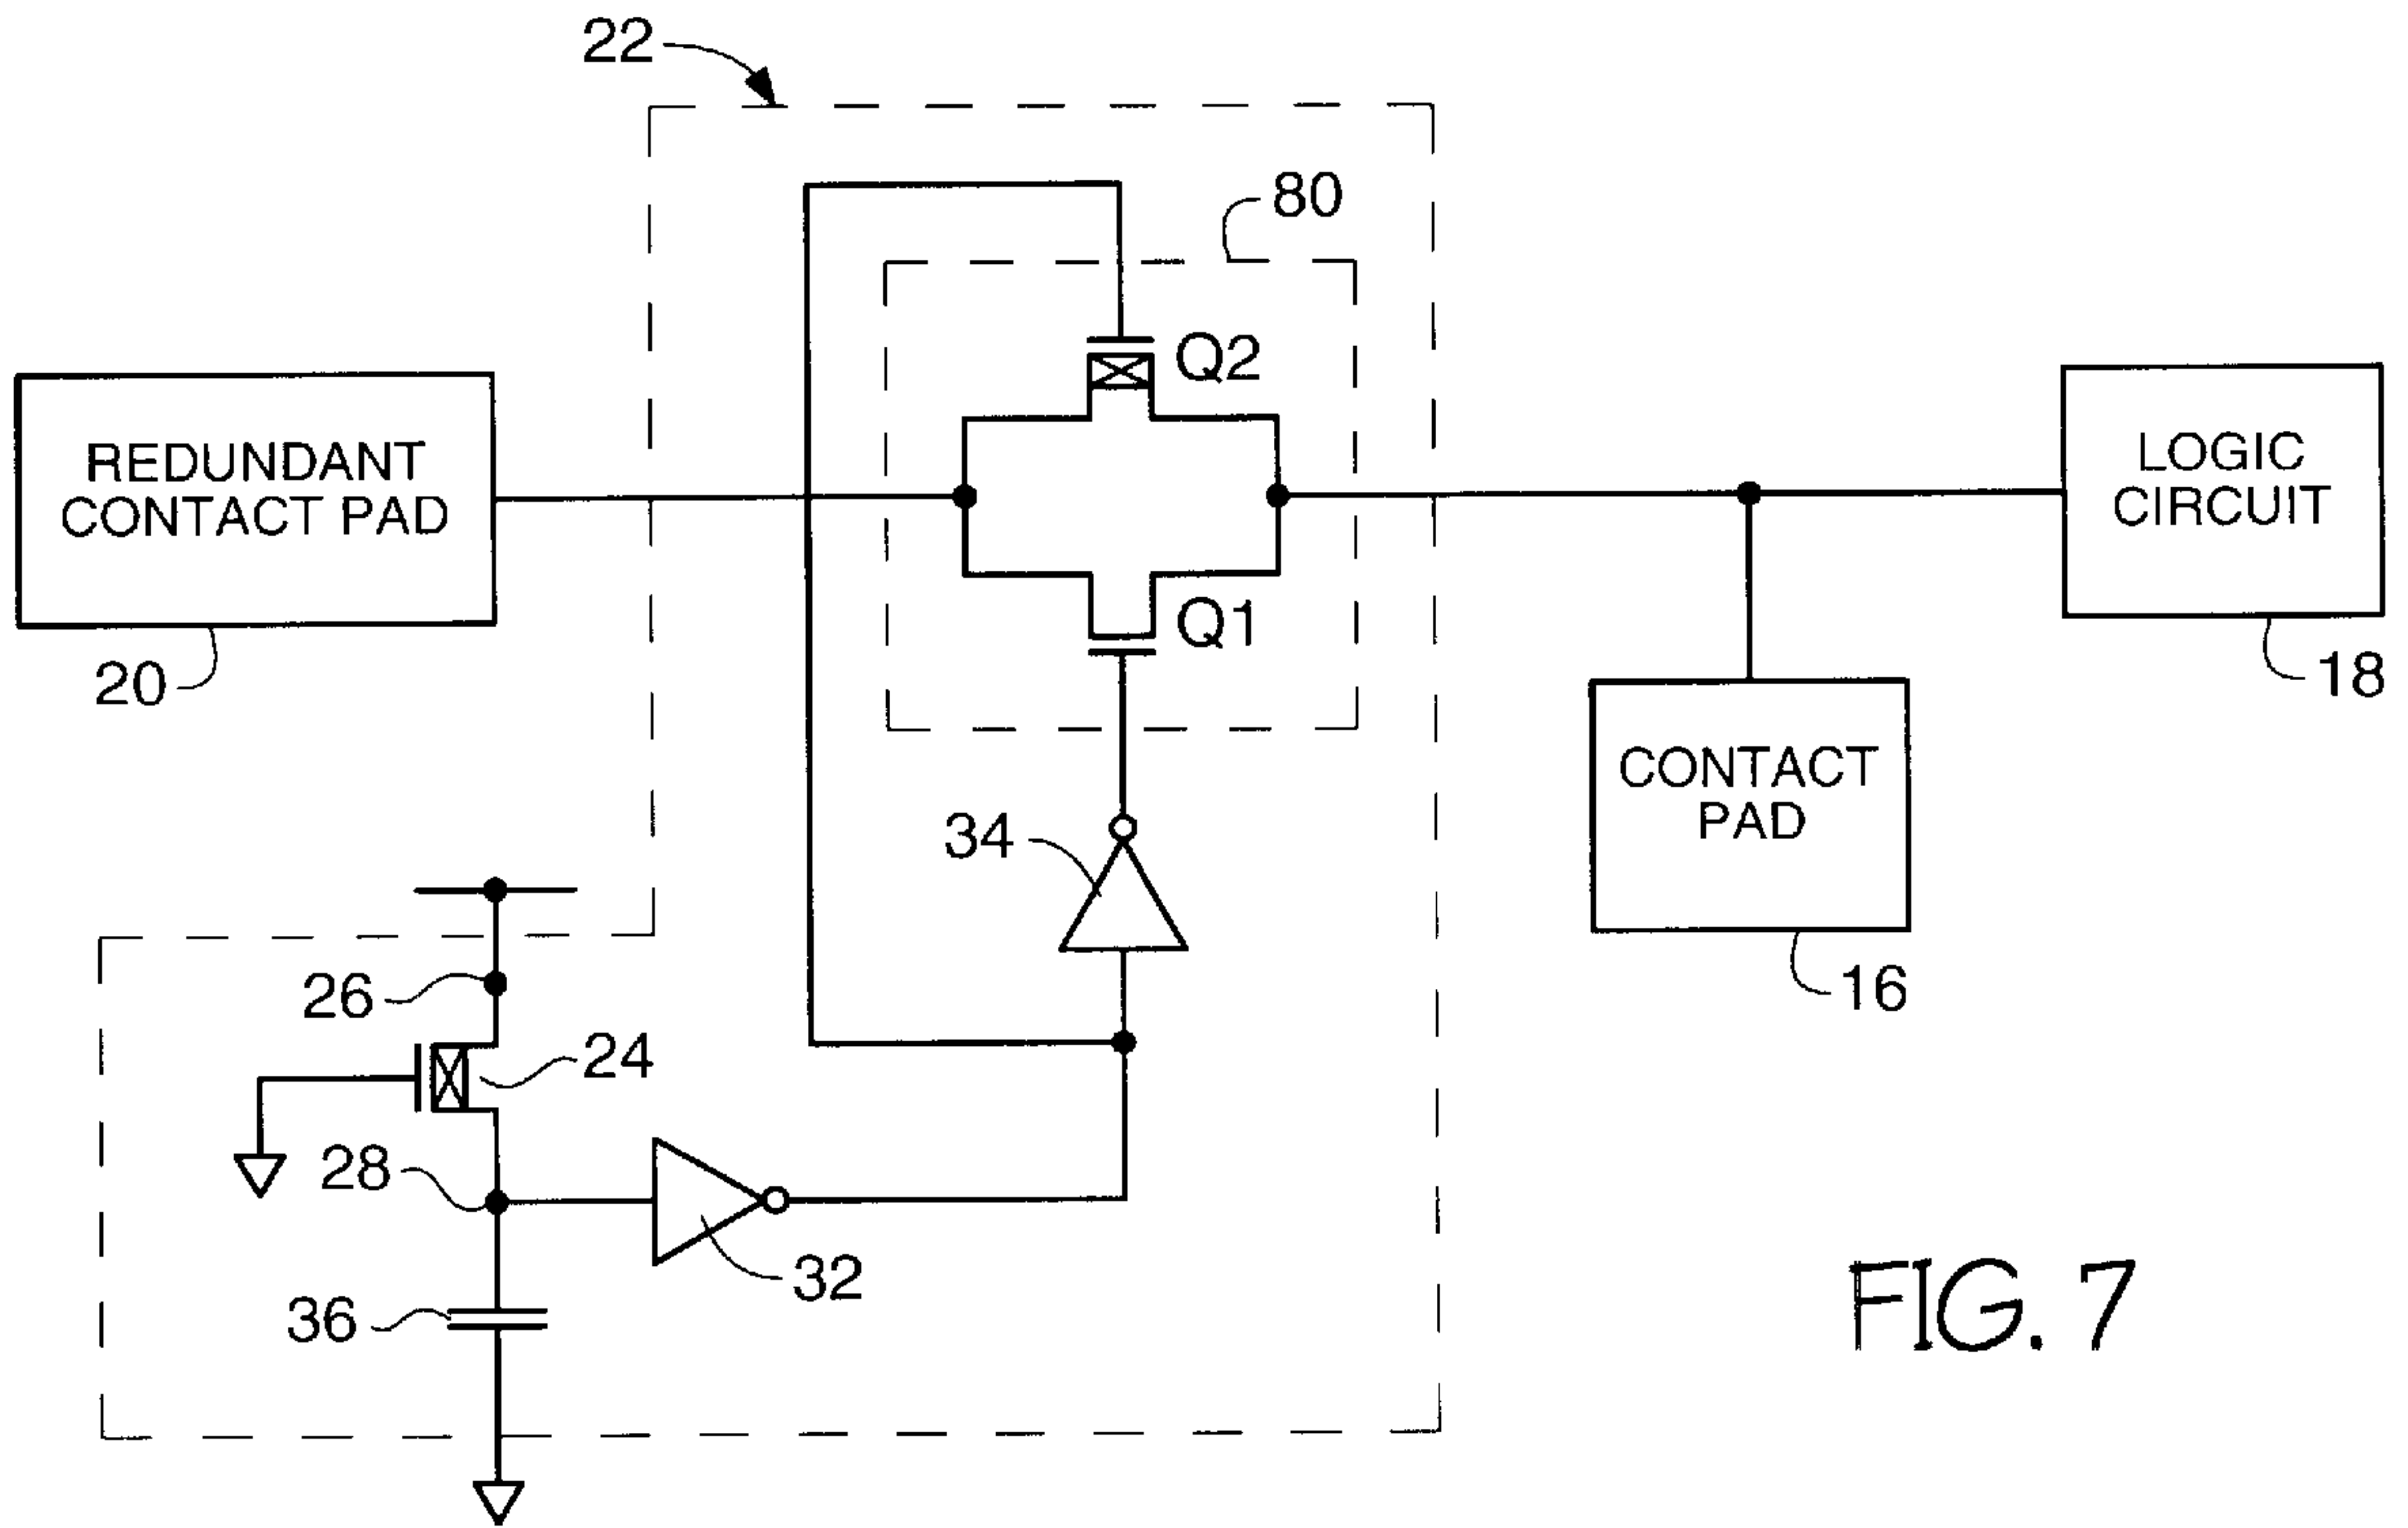 22
80
Q2
REDUNDANT
CONTACT PAD
LOGIC
CIRCUIT
Q1
20
18
CONTACT
PAD
34
26
16
24
28
32
36
FIG. 7